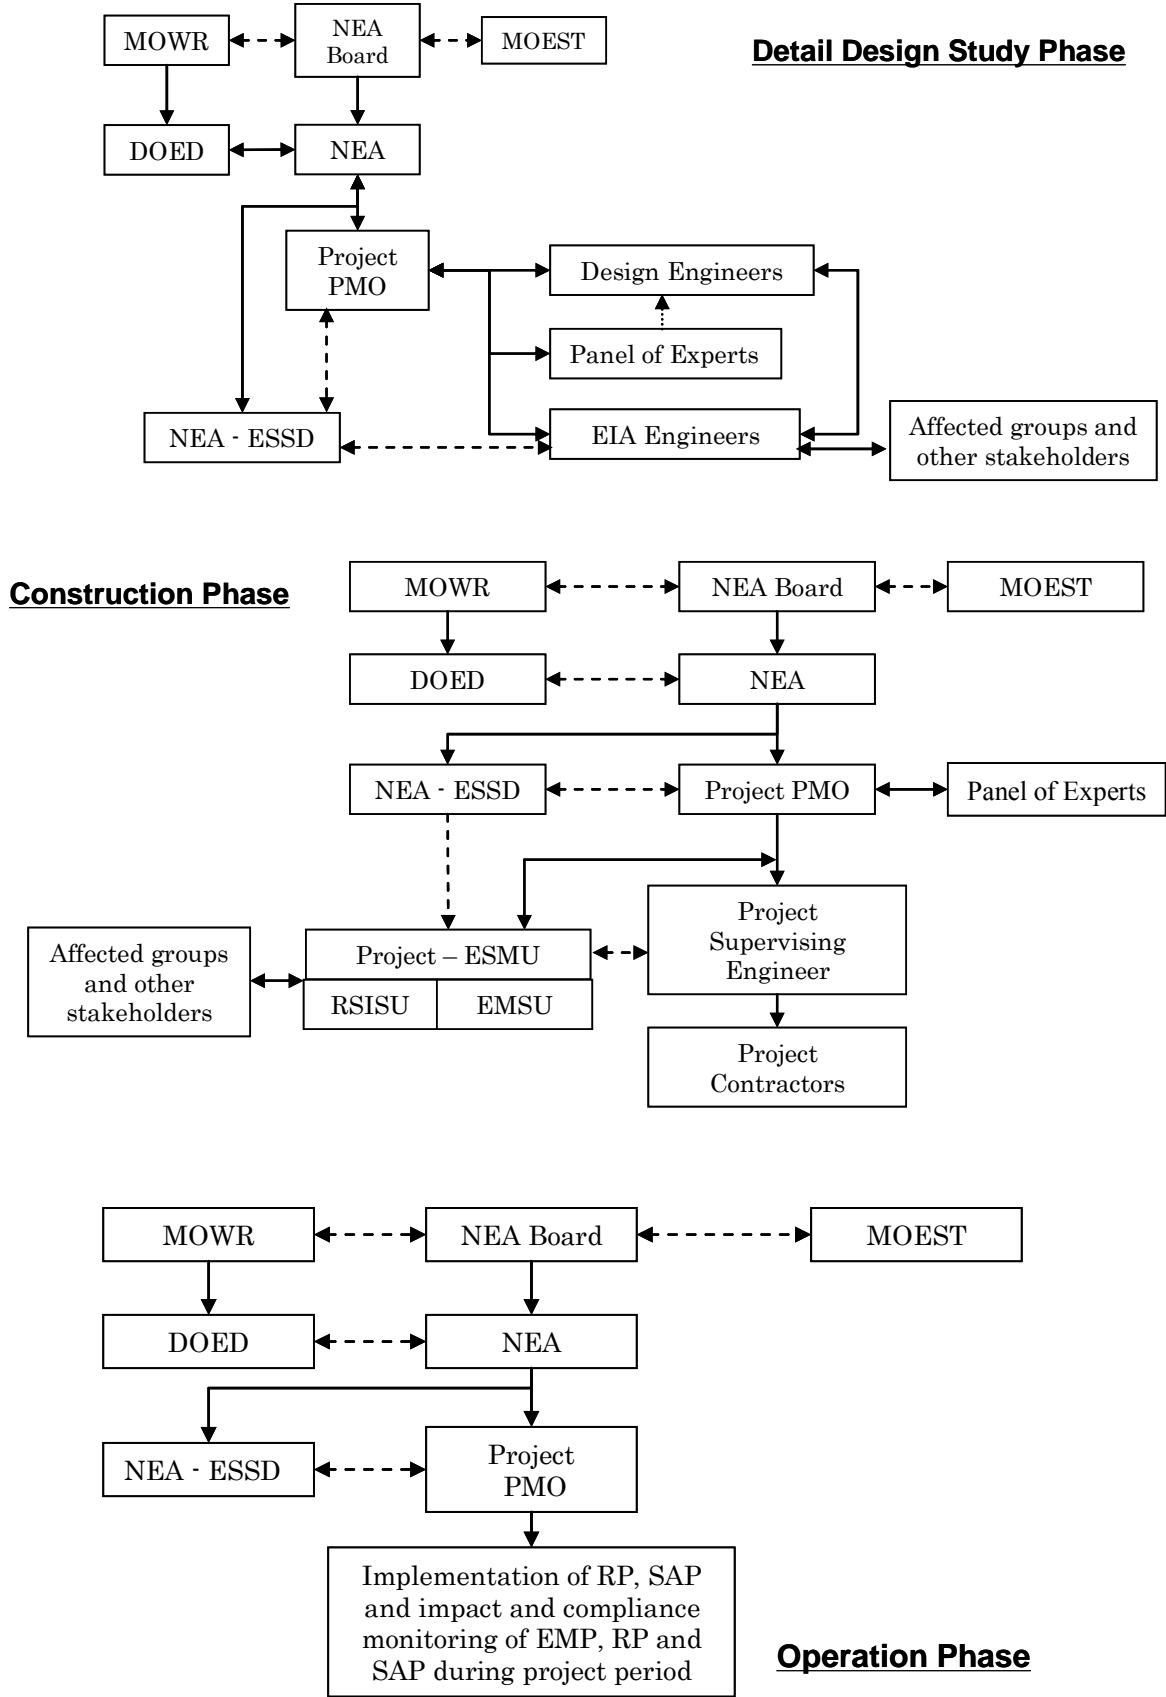 MOWR
NEA
Board
MOEST
Detail Design Study Phase
DOED
NEA
Project
PMO
Design Engineers
Panel of Experts
NEA - ESSD
EIA Engineers
Affected groups and
other stakeholders
Construction Phase
MOWR
NEA Board
MOEST
DOED
NEA
NEA - ESSD
Project PMO
Panel of Experts
Project
Supervising
Engineer
Affected groups
and other
stakeholders
Project – ESMU
RSISU
EMSU
Project
Contractors
MOWR
NEA Board
MOEST
DOED
NEA
NEA - ESSD
Project
PMO
Implementation of RP, SAP
and impact and compliance
monitoring of EMP, RP and
SAP during project period
Operation Phase